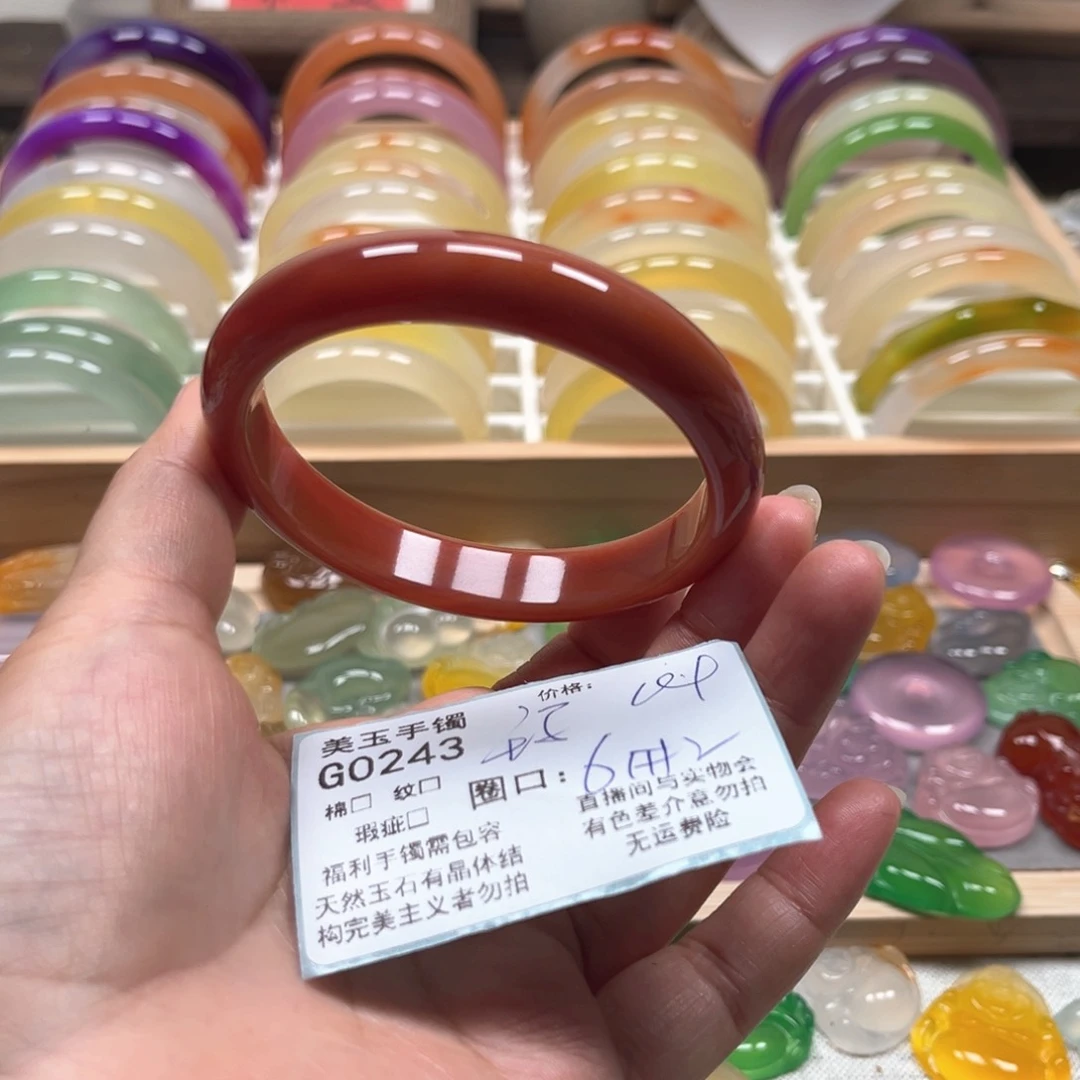 价格:
美玉手镯
G0243
棉□ 纹□ 圈口:
瑕疵□
福利手镯需包容
天然玉石有晶体结
构完美主义者勿拍
直播间与实物会
有色差介意勿拍
无运费险